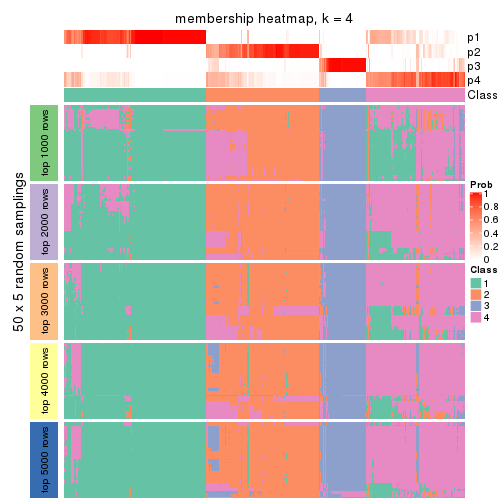 membership heatmap, k = 4
p1
p2
p3
p4
Class
50 x 5 random samplings
top 1000 rows
top 2000 rows
top 3000 rows
top 4000 rows
top 5000 rows
Prob
1
0.8
0.6
0.4
0.2
0
Class
1
2
3
4